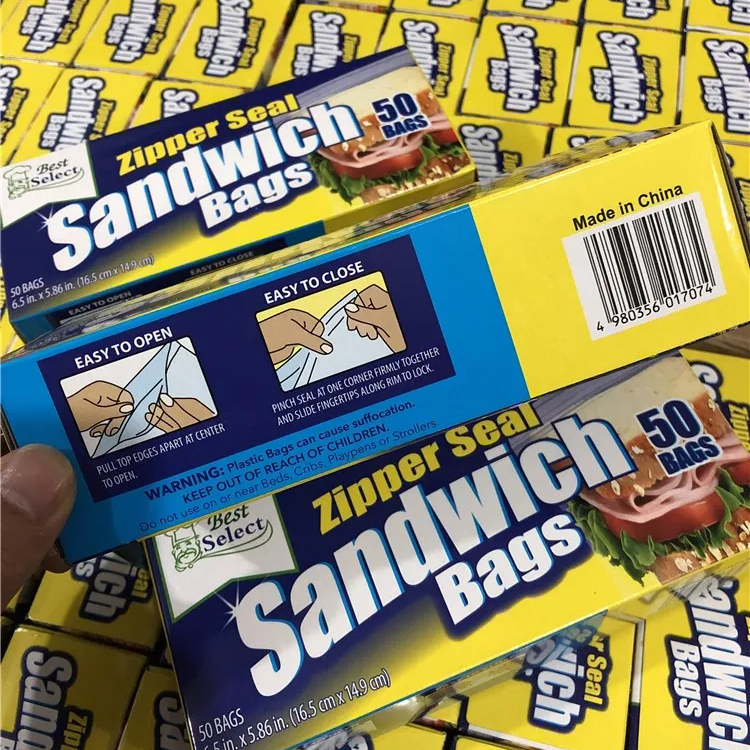 Best
Select
Zipper Seal
Sandwich
Bags
50
BAGS
50 BAGS
6.5 in. x 5.86 in. (16.5 cm x 14.9 cm)
EASY TO OPEN
EASY TO CLOSE
EASY TO OPEN
PULL TOP EDGES APART AT CENTER
TO OPEN.
EASY TO CLOSE
PINCH SEAL AT ONE CORNER FIRMLY TOGETHER
AND SLIDE FINGERTIPS ALONG RIM TO LOCK.
WARNING: Plastic Bags can cause suffocation.
KEEP OUT OF REACH OF CHILDREN.
Do not use on or near Beds, Cribs, Playpens or Strollers
Made in China
4 980356 017074
Best
Select
Zipper Seal
Sandwich
Bags
50
BAGS
50 BAGS
6.5 in. x 5.86 in. (16.5 cm x 14.9 cm)
Zipper Seal
Sandwich
Bags
Zipper Seal
Sandwich
Bags
Zipper Seal
Sandwich
Bags